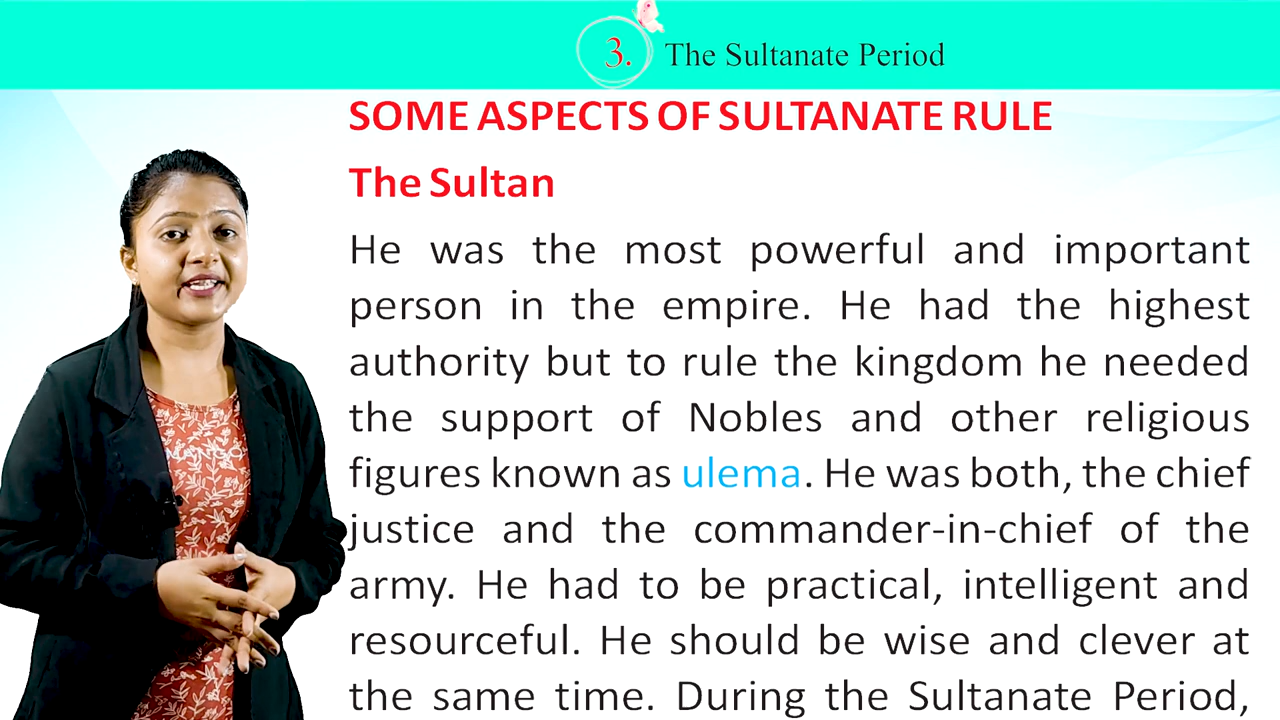 3. The Sultanate Period
SOME ASPECTS OF SULTANATE RULE
The Sultan
He was the most powerful and important
person in the empire. He had the highest
authority but to rule the kingdom he needed
the support of Nobles and other religious
figures known as ulema. He was both, the chief
justice and the commander-in-chief of the
army. He had to be practical, intelligent and
resourceful. He should be wise and clever at
the same time. During the Sultanate Period,
MANGO